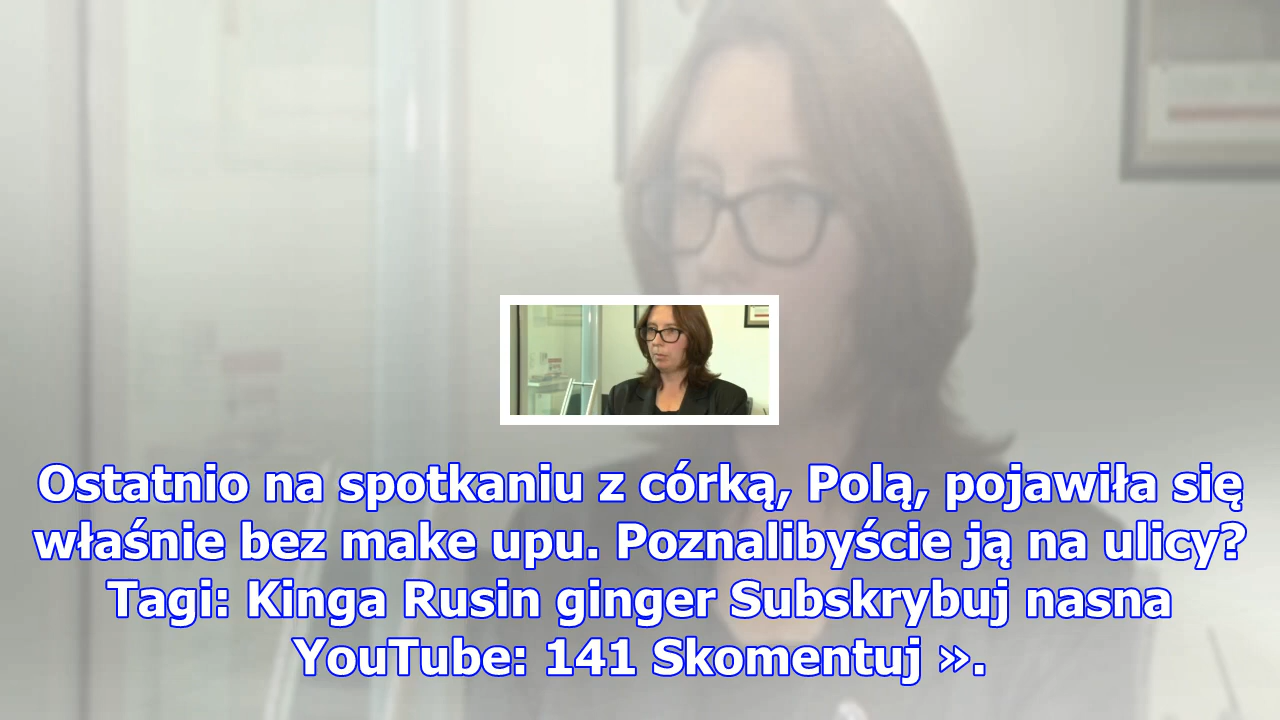 Ostatnio na spotkaniu z córką, Polą, pojawiła się
właśnie bez make upu. Poznalibyście ją na ulicy?
Tagi: Kinga Rusin ginger Subskrybuj nasna
YouTube: 141 Skomentuj ».